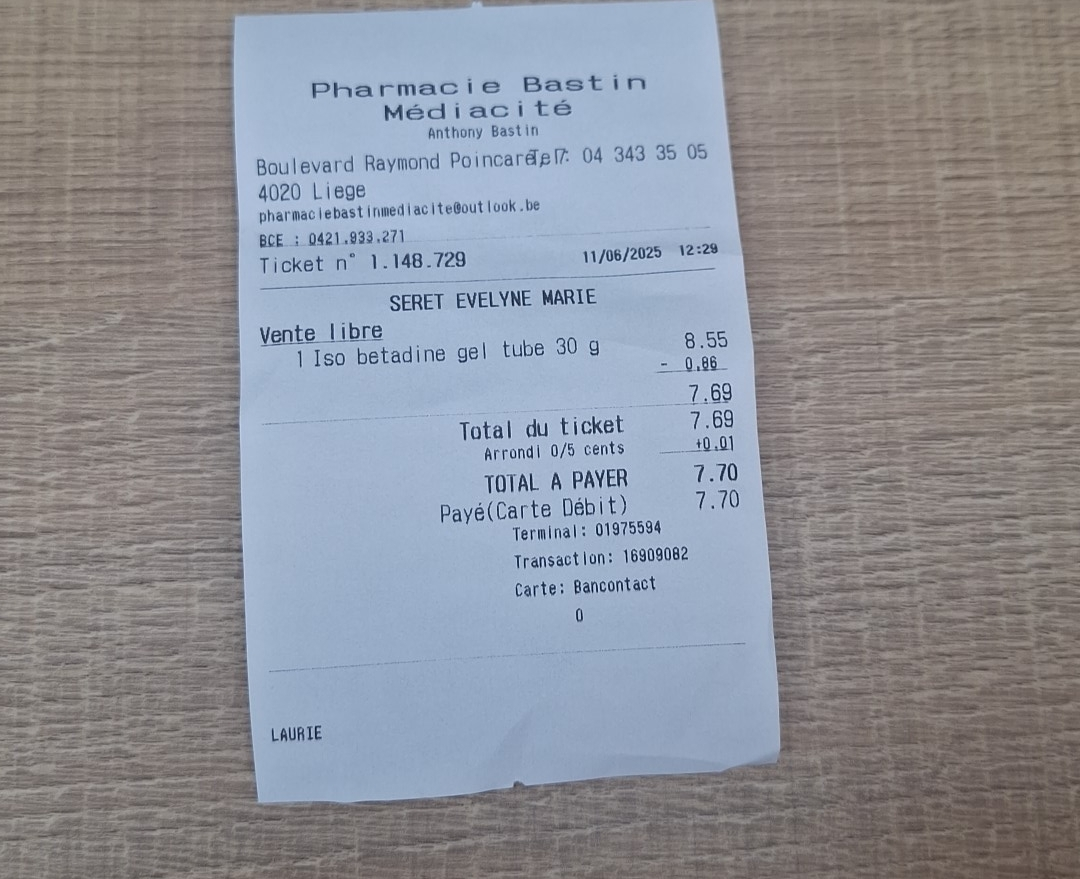 Pharmacie Bastin
Médiacité
Anthony Bastin
Boulevard Raymond Poincaré 7 Tel : 04 343 35 05
4020 Liege
pharmaciebastinmediacite@outlook.be
BCE : 0421.933.271
Ticket n° 1.148.729 11/06/2025 12:29
SERET EVELYNE MARIE
Vente libre
1 Iso betadine gel tube 30 g 8.55
- 0.86
7.69
Total du ticket 7.69
Arrondi 0/5 cents +0.01
TOTAL A PAYER 7.70
Payé(Carte Débit) 7.70
Terminal: 01975594
Transaction: 16909082
Carte: Bancontact
0
LAURIE